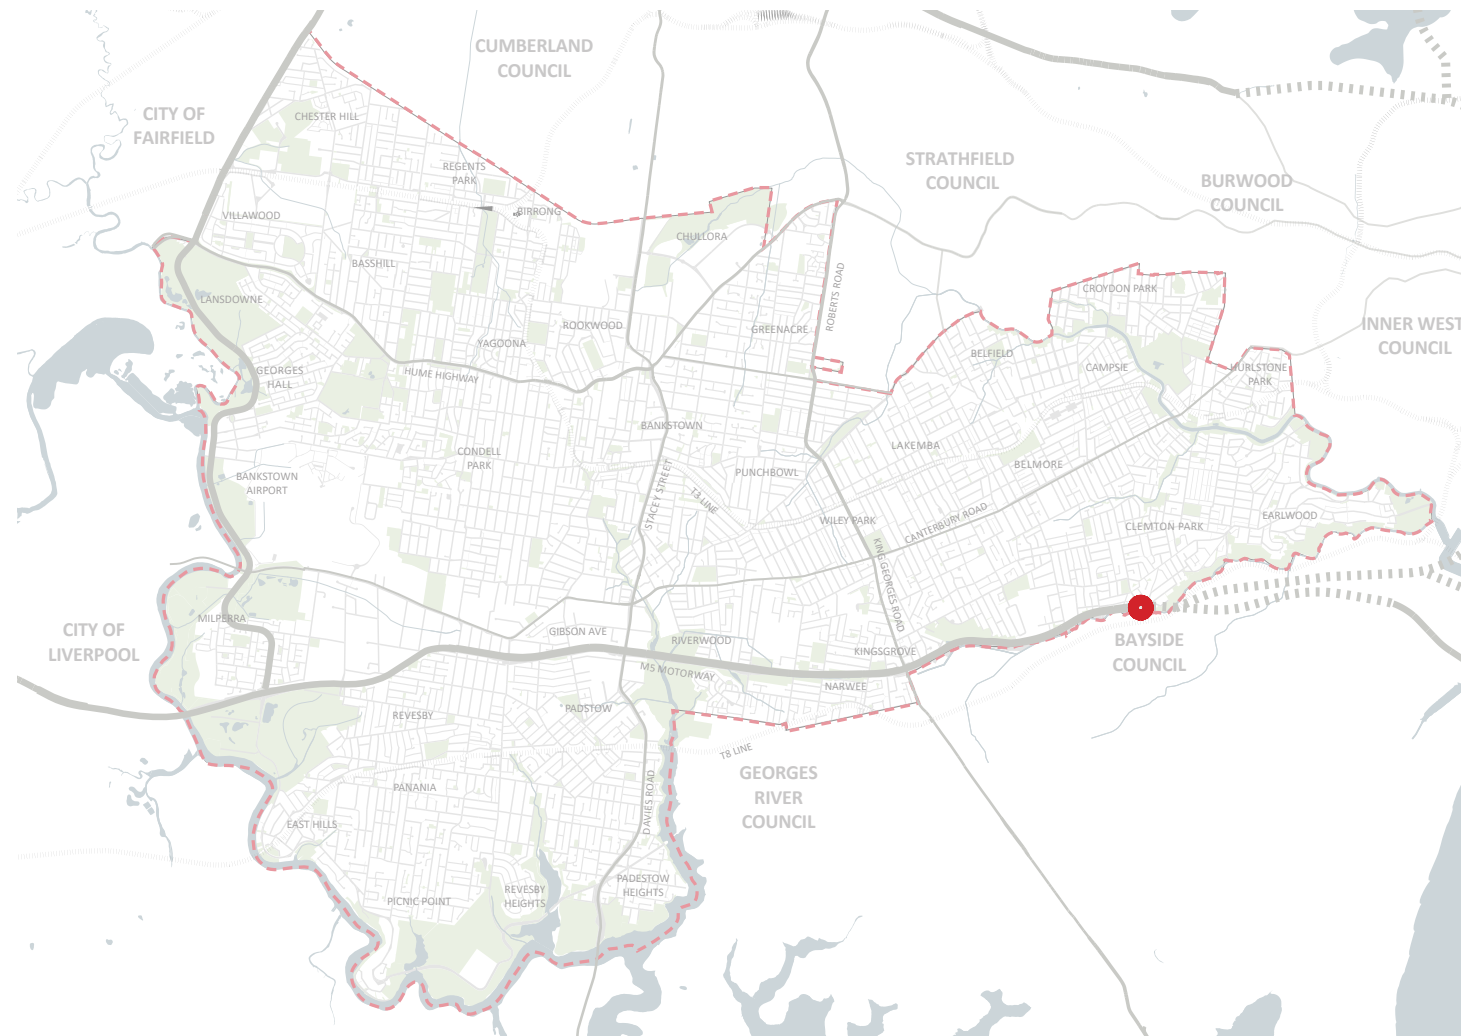 CUMBERLAND
COUNCIL
CITY OF
FAIRFIELD
CHESTER HILL
STRATHFIELD
COUNCIL
REGENTS
PARK
BURWOOD
COUNCIL
VILLAWOOD
BIRRONG
CHULLORA
BASSHILL
CROYDON PARK
LANSDOWNE
ROBERTS ROAD
ROOKWOOD
GREENACRE
INNER WEST
COUNCIL
YAGOONA
BELFIELD
GEORGES
HALL
HUME HIGHWAY
CAMPSIE
HURLSTONE
PARK
BANKSTOWN
LAKEMBA
CONDELL
PARK
BELMORE
BANKSTOWN
AIRPORT
PUNCHBOWL
STACEY STREET
T3 LINE
WILEY PARK
CANTERBURY ROAD
CLEMTON PARK
EARLWOOD
KING GEORGES ROAD
MILPERRA
CITY OF
LIVERPOOL
GIBSON AVE
RIVERWOOD
BAYSIDE
COUNCIL
KINGSGROVE
M5 MOTORWAY
NARWEE
REVESBY
PADSTOW
T8 LINE
GEORGES
RIVER
COUNCIL
PANANIA
DAVIES ROAD
EAST HILLS
PADESTOW
HEIGHTS
REVESBY
HEIGHTS
PICNIC POINT